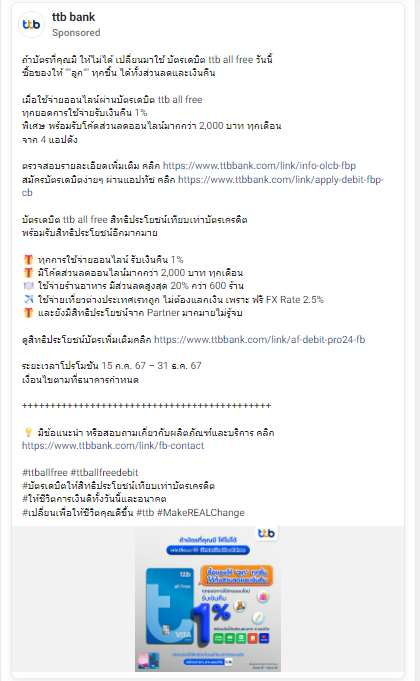 ttb bank
Sponsored
ถ้าบัตรที่คุณมี ให้ไม่ได้ เปลี่ยนมาใช้ บัตรเดบิต ttb all free วันนี้
ซื้อของให้ ""ลูก"" ทุกชิ้น ได้ทั้งส่วนลดและเงินคืน
เมื่อใช้จ่ายออนไลน์ผ่านบัตรเดบิต ttb all free
ทุกยอดการใช้จ่ายรับเงินคืน 1%
พิเศษ พร้อมรับโค้ดส่วนลดออนไลน์มากกว่า 2,000 บาท ทุกเดือน
จาก 4 แอปดัง
ตรวจสอบรายละเอียดเพิ่มเติม คลิก https://www.ttbbank.com/link/info-olcb-fbp
สมัครบัตรเดบิตง่ายๆ ผ่านแอปทัช คลิก https://www.ttbbank.com/link/apply-debit-fbp-
cb
บัตรเดบิต ttb all free สิทธิประโยชน์เทียบเท่าบัตรเครดิต
พร้อมรับสิทธิประโยชน์อีกมากมาย
🎁 ทุกการใช้จ่ายออนไลน์ รับเงินคืน 1%
🎁 มีโค้ดส่วนลดออนไลน์มากกว่า 2,000 บาท ทุกเดือน
🍽️ ใช้จ่ายร้านอาหาร มีส่วนลดสูงสุด 20% กว่า 600 ร้าน
✈️ ใช้จ่ายเที่ยวต่างประเทศเรทถูก ไม่ต้องแลกเงิน เพราะ ฟรี FX Rate 2.5%
🎁 และยังมีสิทธิประโยชน์จาก Partner มากมายไม่รู้จบ
ดูสิทธิประโยชน์บัตรเพิ่มเติมคลิก https://www.ttbbank.com/link/af-debit-pro24-fb
ระยะเวลาโปรโมชัน 15 ก.ค. 67 – 31 ธ.ค. 67
เงื่อนไขตามที่ธนาคารกำหนด
+++++++++++++++++++++++++++++++++++++++++++++
💡 มีข้อแนะนำ หรือสอบถามเกี่ยวกับผลิตภัณฑ์และบริการ คลิก
https://www.ttbbank.com/link/fb-contact
#ttballfree #ttballfreedebit
#บัตรเดบิตให้สิทธิประโยชน์เทียบเท่าบัตรเครดิต
#ให้ชีวิตการเงินดีทั้งวันนี้และอนาคต
#เปลี่ยนเพื่อให้ชีวิตคุณดีขึ้น #ttb #MakeREALChange
ttb
ถ้าบัตรที่คุณมี ให้ไม่ได้
ซื้อของให้ "ลูก" ทุกชิ้น
ได้ทั้งส่วนลดและเงินคืน
ttb
all free
ทุกยอดการใช้จ่ายออนไลน์
รับเงินคืน
1%
VISA